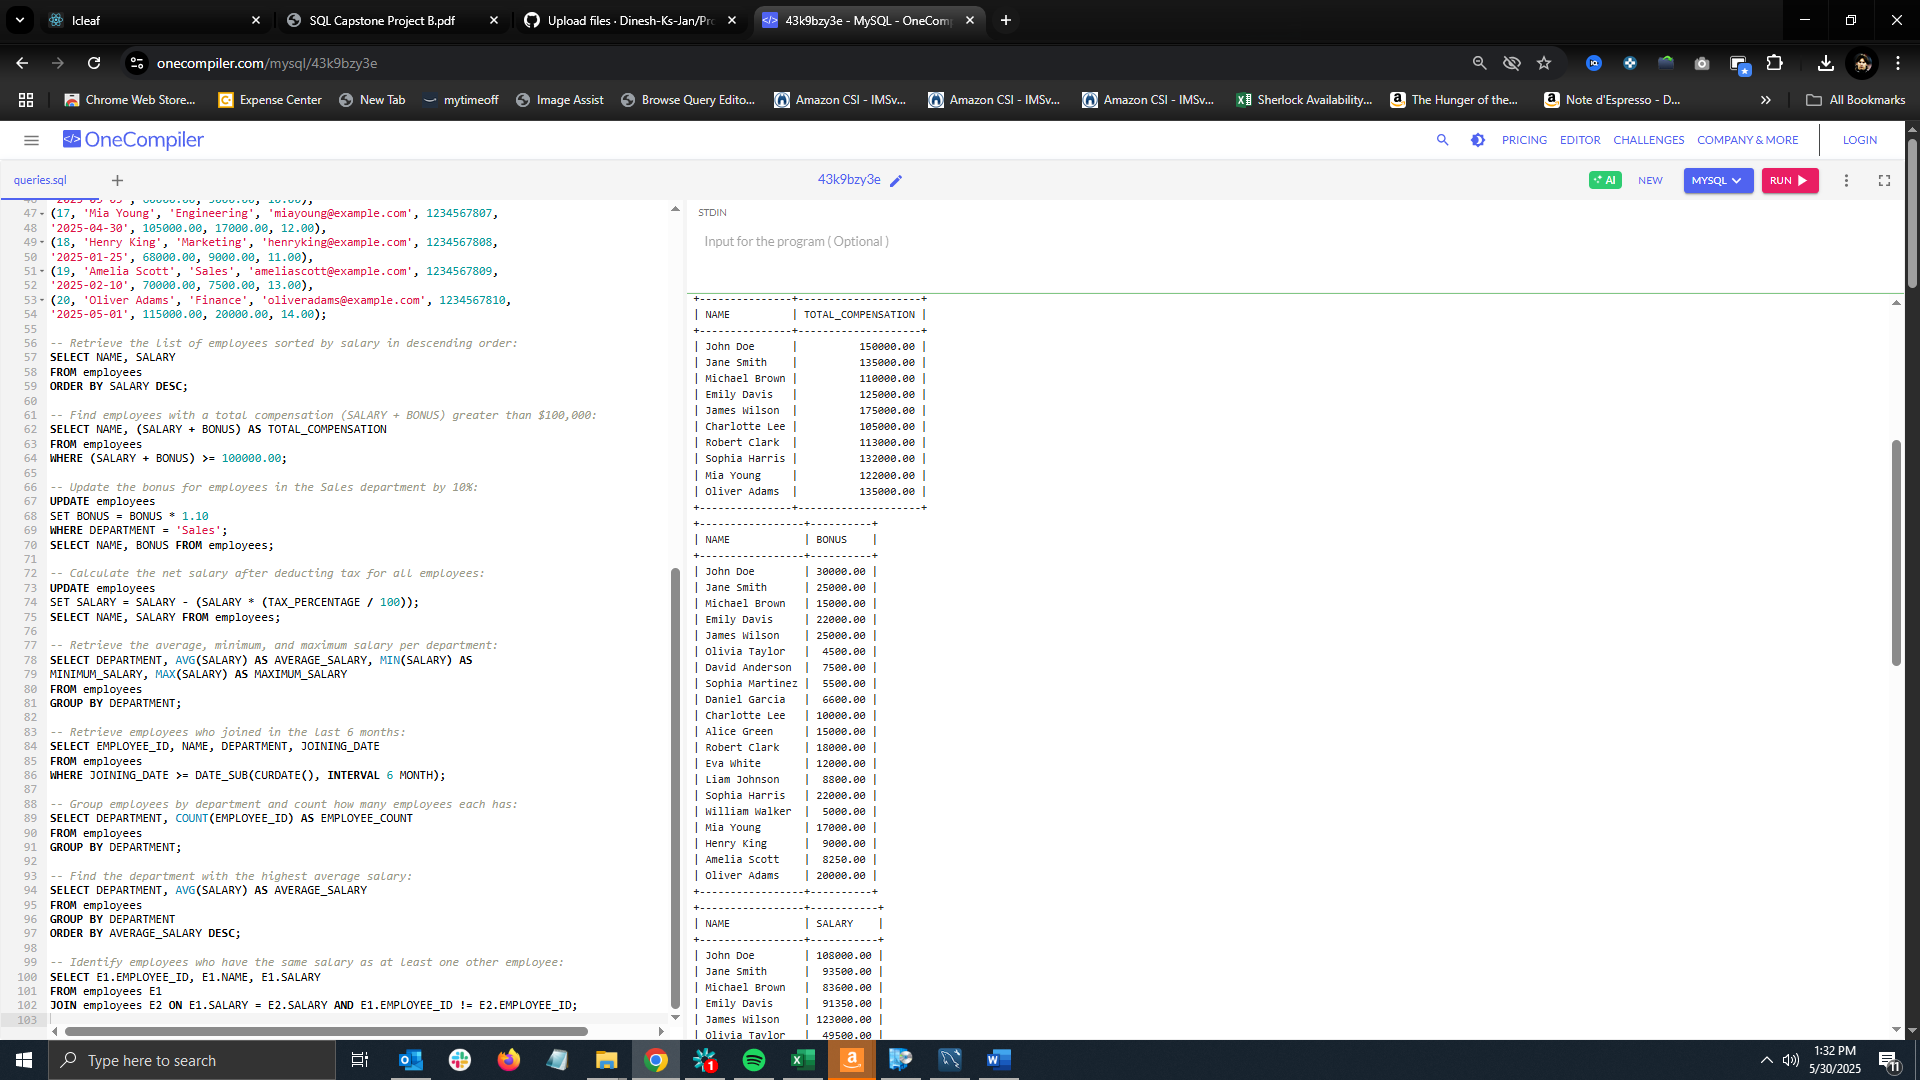 lcleaf
SQL Capstone Project B.pdf
Upload files · Dinesh-Ks-Jan/Pro
43k9bzy3e - MySQL - OneComp
onecompiler.com/mysql/43k9bzy3e
Chrome Web Store...
Expense Center
New Tab
mytimeoff
Image Assist
Browse Query Edito...
Amazon CSI - IMSv...
Amazon CSI - IMSv...
Amazon CSI - IMSv...
Sherlock Availability...
The Hunger of the...
Note d'Espresso - D...
All Bookmarks
OneCompiler
PRICING
EDITOR
CHALLENGES
COMPANY & MORE
LOGIN
queries.sql
43k9bzy3e
AI
NEW
MYSQL
RUN
47 (17, 'Mia Young', 'Engineering', 'miayoung@example.com', 1234567807,
48 '2025-04-30', 105000.00, 17000.00, 12.00),
49 (18, 'Henry King', 'Marketing', 'henryking@example.com', 1234567808,
50 '2025-01-25', 68000.00, 9000.00, 11.00),
51 (19, 'Amelia Scott', 'Sales', 'ameliascott@example.com', 1234567809,
52 '2025-02-10', 70000.00, 7500.00, 13.00),
53 (20, 'Oliver Adams', 'Finance', 'oliveradams@example.com', 1234567810,
54 '2025-05-01', 115000.00, 20000.00, 14.00);
55
56 -- Retrieve the list of employees sorted by salary in descending order:
57 SELECT NAME, SALARY
58 FROM employees
59 ORDER BY SALARY DESC;
60
61 -- Find employees with a total compensation (SALARY + BONUS) greater than $100,000:
62 SELECT NAME, (SALARY + BONUS) AS TOTAL_COMPENSATION
63 FROM employees
64 WHERE (SALARY + BONUS) >= 100000.00;
65
66 -- Update the bonus for employees in the Sales department by 10%:
67 UPDATE employees
68 SET BONUS = BONUS * 1.10
69 WHERE DEPARTMENT = 'Sales';
70 SELECT NAME, BONUS FROM employees;
71
72 -- Calculate the net salary after deducting tax for all employees:
73 UPDATE employees
74 SET SALARY = SALARY - (SALARY * (TAX_PERCENTAGE / 100));
75 SELECT NAME, SALARY FROM employees;
76
77 -- Retrieve the average, minimum, and maximum salary per department:
78 SELECT DEPARTMENT, AVG(SALARY) AS AVERAGE_SALARY, MIN(SALARY) AS
79 MINIMUM_SALARY, MAX(SALARY) AS MAXIMUM_SALARY
80 FROM employees
81 GROUP BY DEPARTMENT;
82
83 -- Retrieve employees who joined in the last 6 months:
84 SELECT EMPLOYEE_ID, NAME, DEPARTMENT, JOINING_DATE
85 FROM employees
86 WHERE JOINING_DATE >= DATE_SUB(CURDATE(), INTERVAL 6 MONTH);
87
88 -- Group employees by department and count how many employees each has:
89 SELECT DEPARTMENT, COUNT(EMPLOYEE_ID) AS EMPLOYEE_COUNT
90 FROM employees
91 GROUP BY DEPARTMENT;
92
93 -- Find the department with the highest average salary:
94 SELECT DEPARTMENT, AVG(SALARY) AS AVERAGE_SALARY
95 FROM employees
96 GROUP BY DEPARTMENT
97 ORDER BY AVERAGE_SALARY DESC;
98
99 -- Identify employees who have the same salary as at least one other employee:
100 SELECT E1.EMPLOYEE_ID, E1.NAME, E1.SALARY
101 FROM employees E1
102 JOIN employees E2 ON E1.SALARY = E2.SALARY AND E1.EMPLOYEE_ID != E2.EMPLOYEE_ID;
103
STDIN
Input for the program ( Optional )
+---------------+--------------------+
| NAME | TOTAL_COMPENSATION |
+---------------+--------------------+
| John Doe | 150000.00 |
| Jane Smith | 135000.00 |
| Michael Brown | 110000.00 |
| Emily Davis | 125000.00 |
| James Wilson | 175000.00 |
| Charlotte Lee | 105000.00 |
| Robert Clark | 113000.00 |
| Sophia Harris | 132000.00 |
| Mia Young | 122000.00 |
| Oliver Adams | 135000.00 |
+---------------+--------------------+
+-----------------+----------+
| NAME | BONUS |
+-----------------+----------+
| John Doe | 30000.00 |
| Jane Smith | 25000.00 |
| Michael Brown | 15000.00 |
| Emily Davis | 22000.00 |
| James Wilson | 25000.00 |
| Olivia Taylor | 4500.00 |
| David Anderson | 7500.00 |
| Sophia Martinez | 5500.00 |
| Daniel Garcia | 6600.00 |
| Charlotte Lee | 10000.00 |
| Alice Green | 15000.00 |
| Robert Clark | 18000.00 |
| Eva White | 12000.00 |
| Liam Johnson | 8800.00 |
| Sophia Harris | 22000.00 |
| William Walker | 5000.00 |
| Mia Young | 17000.00 |
| Henry King | 9000.00 |
| Amelia Scott | 8250.00 |
| Oliver Adams | 20000.00 |
+-----------------+----------+
+-----------------+-----------+
| NAME | SALARY |
+-----------------+-----------+
| John Doe | 108000.00 |
| Jane Smith | 93500.00 |
| Michael Brown | 83600.00 |
| Emily Davis | 91350.00 |
| James Wilson | 123000.00 |
| Olivia Taylor | 49500.00 |
Type here to search
1
1:32 PM
5/30/2025
11